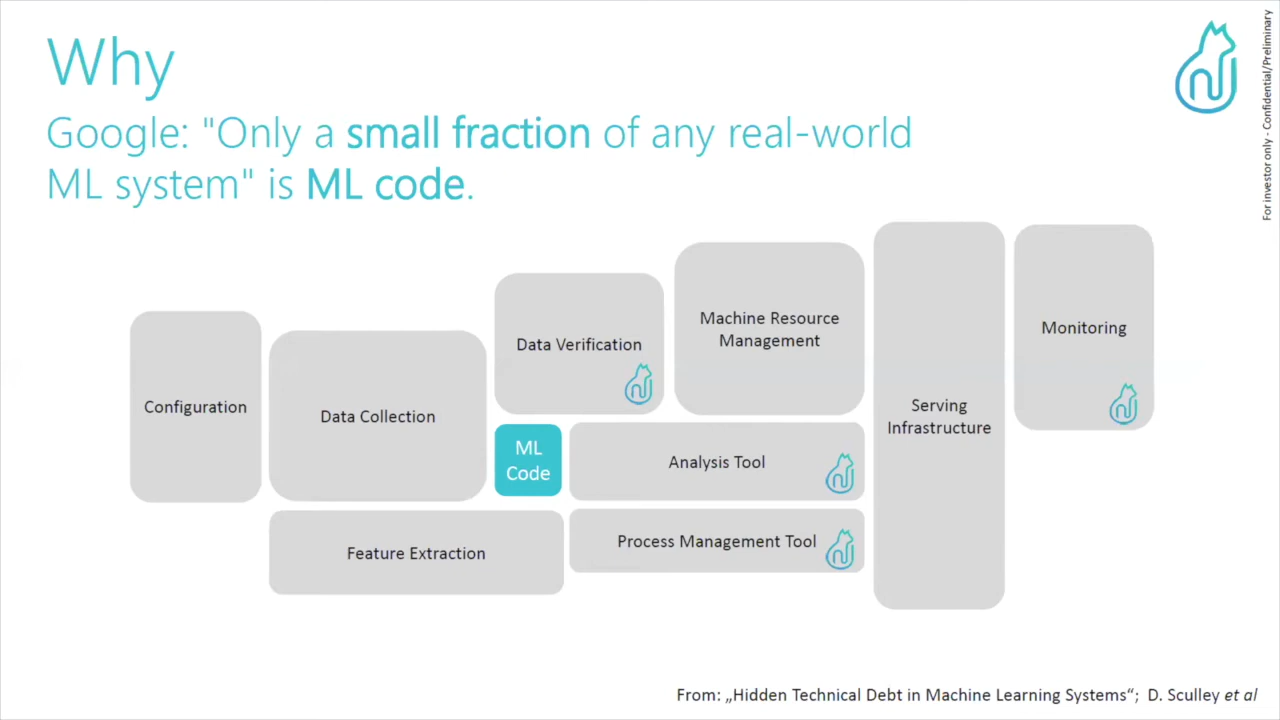 Why
Google: "Only a small fraction of any real-world
ML system" is ML code.
For investor only - Confidential/Preliminary
Configuration
Data Collection
Data Verification
Machine Resource
Management
Serving
Infrastructure
Monitoring
ML
Code
Analysis Tool
Feature Extraction
Process Management Tool
From: „Hidden Technical Debt in Machine Learning Systems“; D. Sculley et al